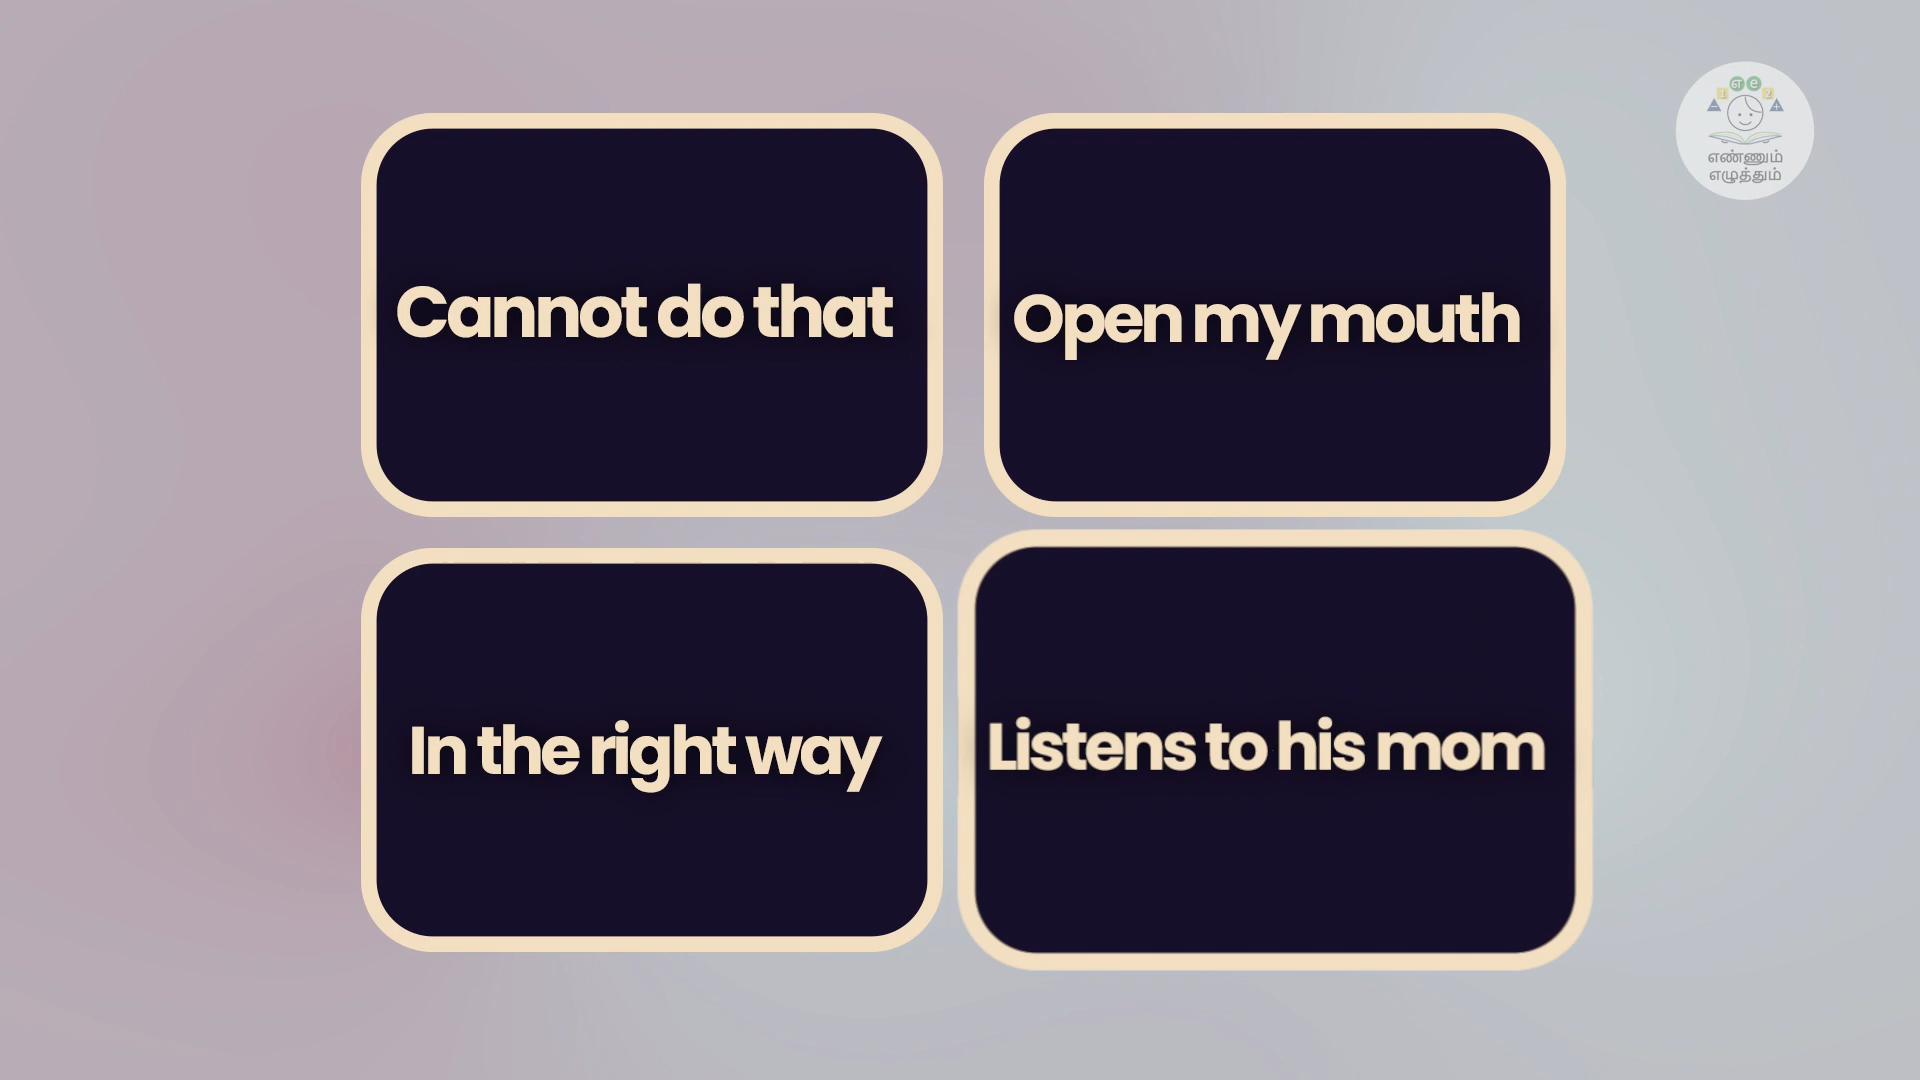 Cannot do that
Open my mouth
In the right way
Listens to his mom
எண்ணும்
எழுத்தும்